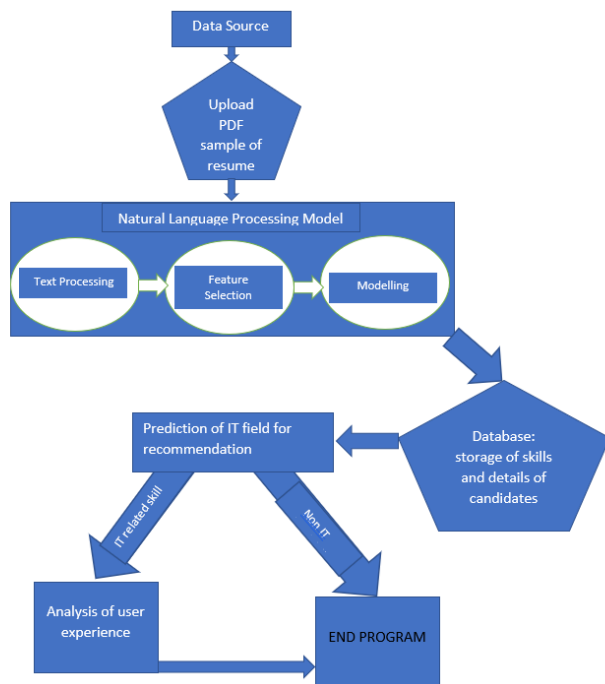 Data Source
Upload
PDF
sample of
resume
Natural Language Processing Model
Text Processing
Feature
Selection
Modelling
Database:
storage of skills
and details of
candidates
Prediction of IT field for
recommendation
IT related skill
Non IT
Analysis of user
experience
END PROGRAM